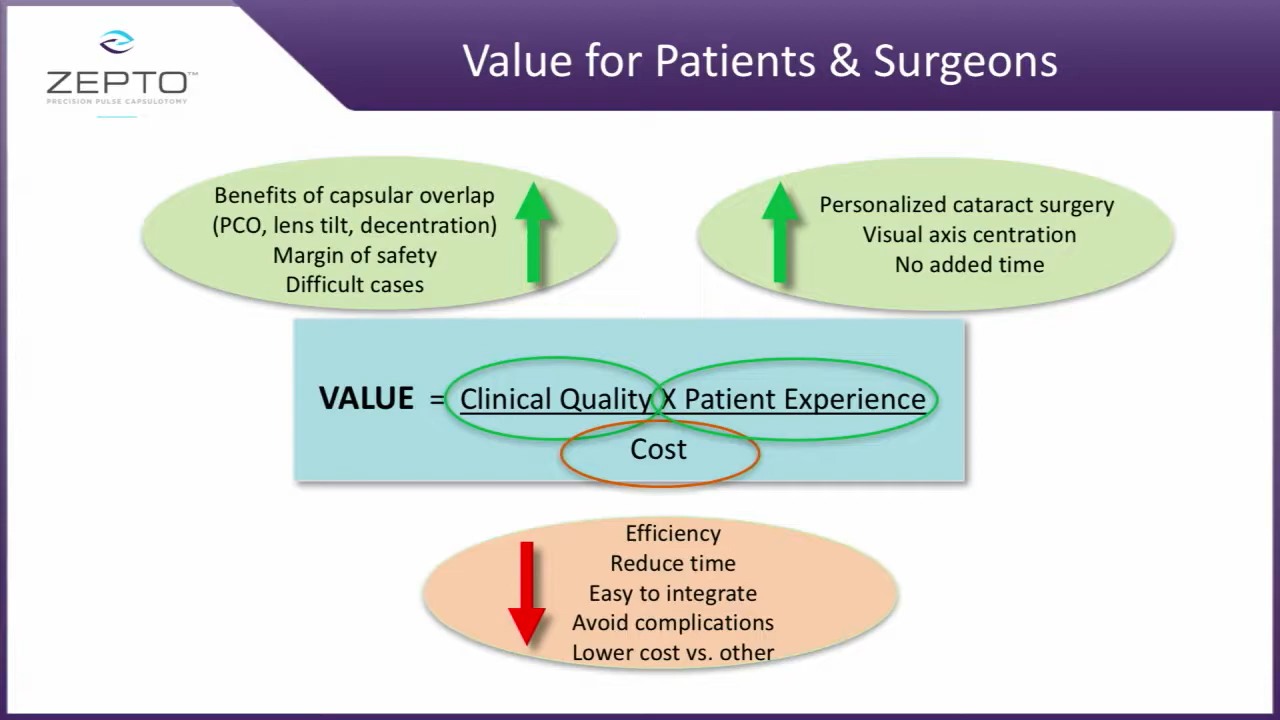 ZEPTO™
PRECISION PULSE CAPSULOTOMY
Value for Patients & Surgeons
Benefits of capsular overlap
(PCO, lens tilt, decentration)
Margin of safety
Difficult cases
Personalized cataract surgery
Visual axis centration
No added time
VALUE = Clinical Quality X Patient Experience
Cost
Efficiency
Reduce time
Easy to integrate
Avoid complications
Lower cost vs. other